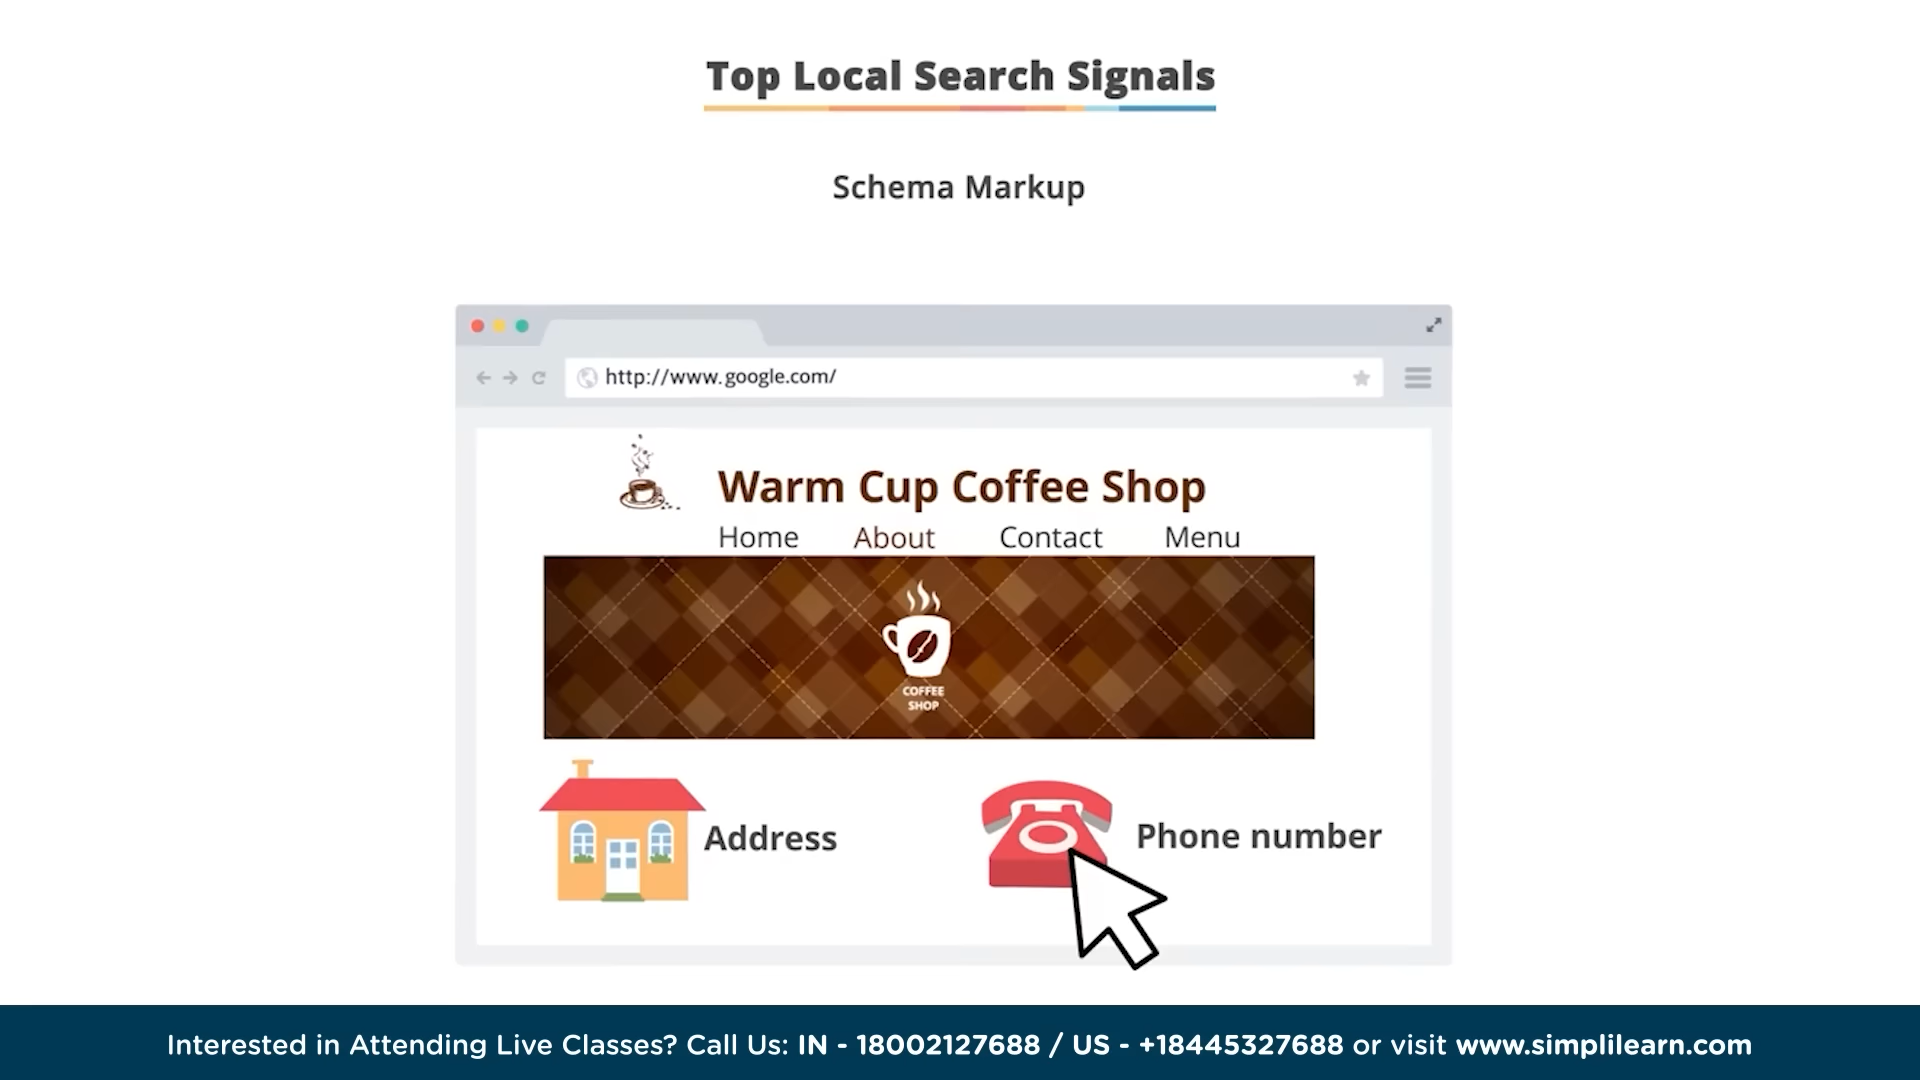 Top Local Search Signals
Schema Markup
http://www.google.com/
Warm Cup Coffee Shop
Home About Contact Menu
COFFEE
SHOP
Address
Phone number
Interested in Attending Live Classes? Call Us: IN - 18002127688 / US - +18445327688 or visit www.simplilearn.com